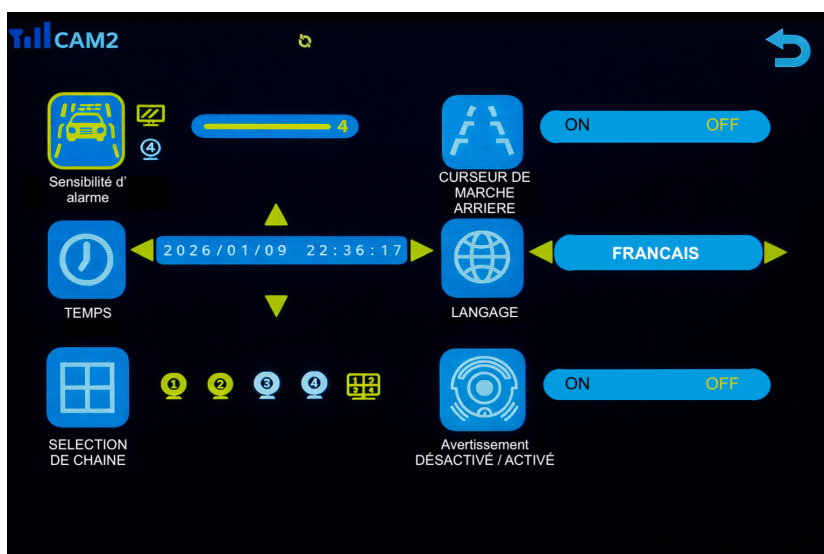 CAM2
4
4
ON OFF
Sensibilité d'
alarme
CURSEUR DE
MARCHE
ARRIERE
2026/01/09 22:36:17
FRANCAIS
TEMPS
LANGAGE
1 2 3 4 1 2 3 4
ON OFF
SELECTION
DE CHAINE
Avertissement
DÉSACTIVÉ / ACTIVÉ